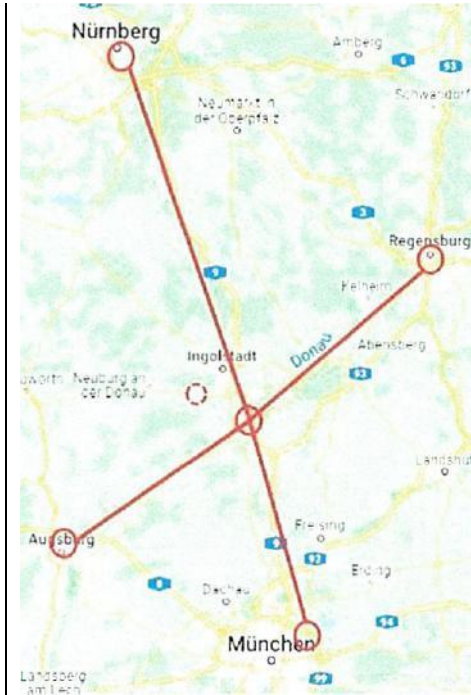 Nürnberg
Amberg
6
93
Schwandorf
Neumarkt in
der Oberpfalz
3
Regensburg
9
Kelheim
Donau
Abensberg
Ingolstadt
93
uwörth
Neuburg an
der Donau
Landshut
Augsburg
Freising
9
92
Erding
8
Dachau
94
München
99
Landsberg
am Lech